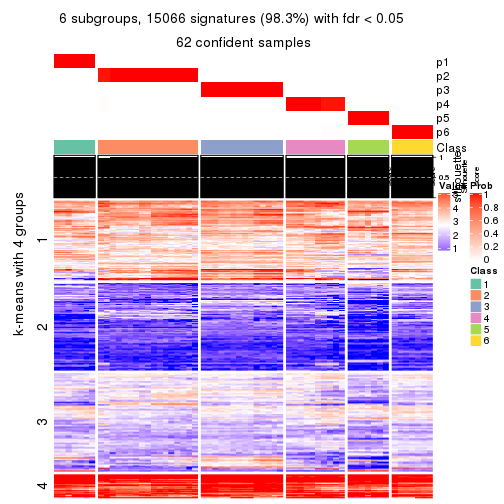 6 subgroups, 15066 signatures (98.3%) with fdr < 0.05
62 confident samples
p1
p2
p3
p4
p5
p6
Class
1
0.5
Silhouette
score
Value
4
3
2
1
Prob
1
0.8
0.6
0.4
0.2
0
Class
1
2
3
4
5
6
k-means with 4 groups
1
2
3
4